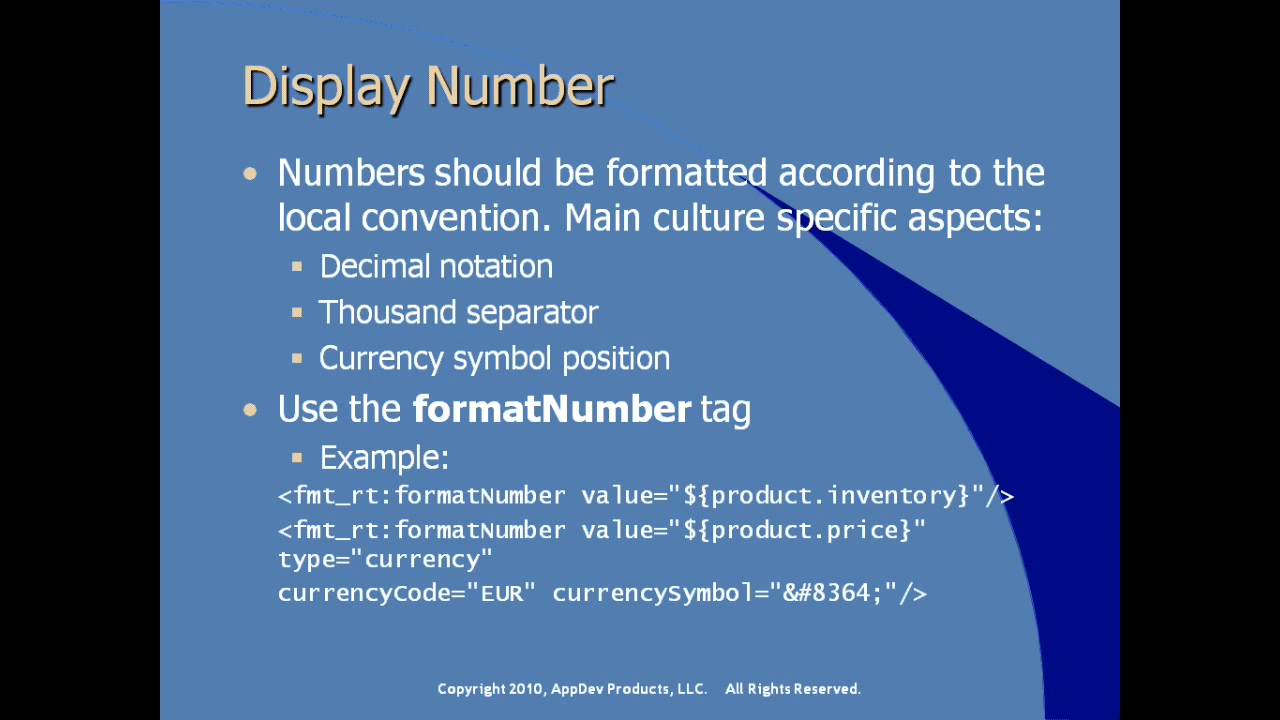 Display Number
• Numbers should be formatted according to the
local convention. Main culture specific aspects:
▪ Decimal notation
▪ Thousand separator
▪ Currency symbol position
• Use the formatNumber tag
▪ Example:
<fmt_rt:formatNumber value="${product.inventory}"/>
<fmt_rt:formatNumber value="${product.price}"
type="currency"
currencyCode="EUR" currencySymbol="&#8364;"/>
Copyright 2010, AppDev Products, LLC. All Rights Reserved.